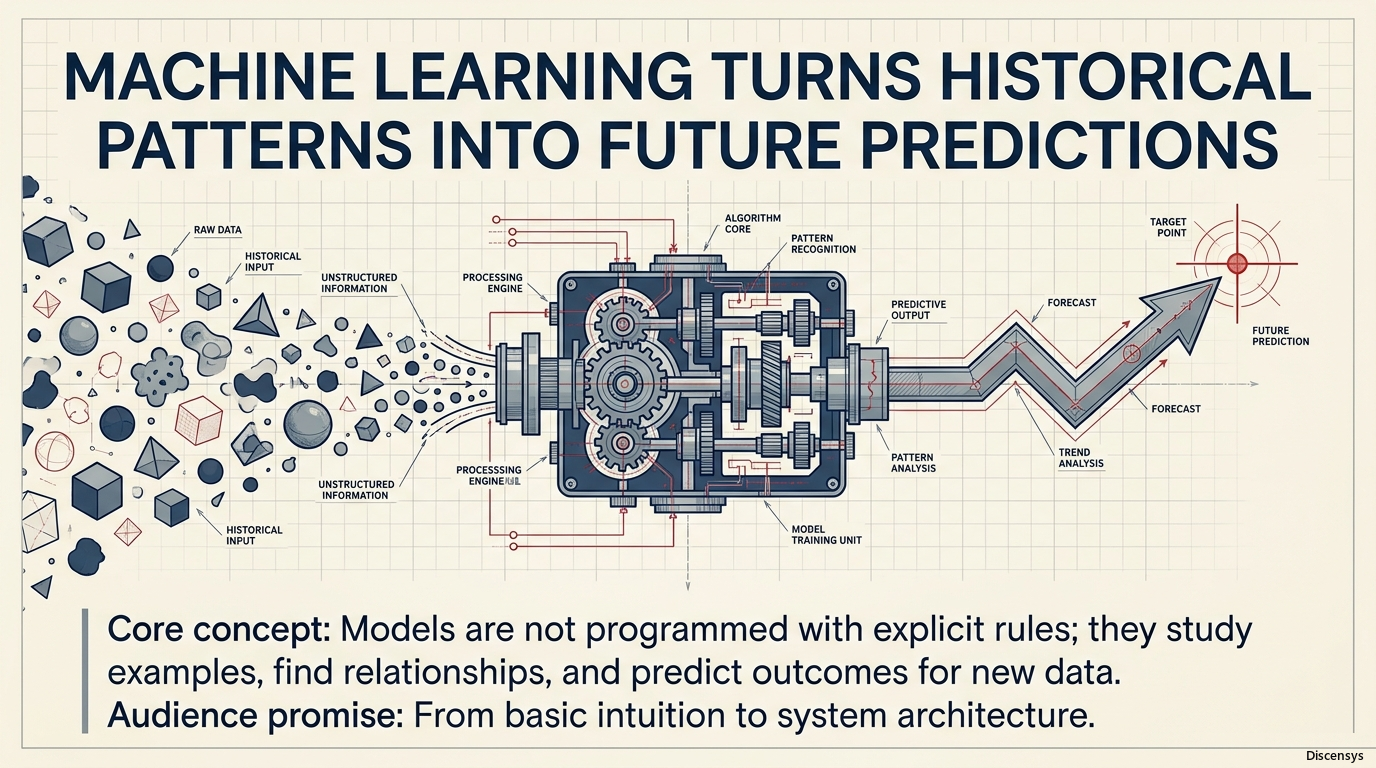 MACHINE LEARNING TURNS HISTORICAL
PATTERNS INTO FUTURE PREDICTIONS
RAW DATA
HISTORICAL
INPUT
UNSTRUCTURED
INFORMATION
PROCESSING
ENGINE
ALGORITHM
CORE
PATTERN
RECOGNITION
PREDICTIVE
OUTPUT
FORECAST
TARGET
POINT
FUTURE
PREDICTION
FORECAST
TREND
ANALYSIS
PATTERN
ANALYSIS
MODEL
TRAINING UNIT
PROCESSSING
ENGINE
UNSTRUCTURED
INFORMATION
HISTORICAL
INPUT
Core concept: Models are not programmed with explicit rules; they study
examples, find relationships, and predict outcomes for new data.
Audience promise: From basic intuition to system architecture.
Discensys